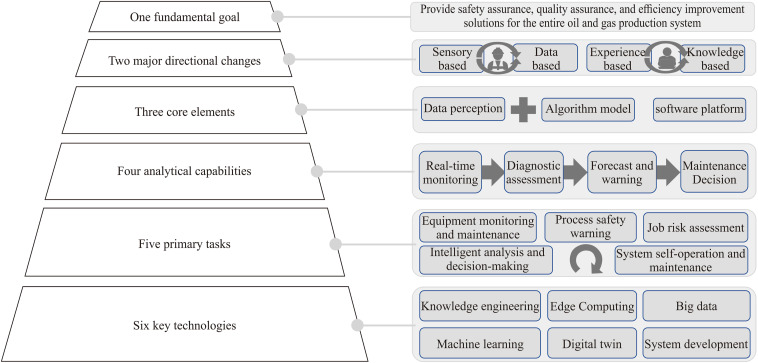 One fundamental goal
Provide safety assurance, quality assurance, and efficiency improvement
solutions for the entire oil and gas production system
Two major directional changes
Sensory
based
Data
based
Experience
based
Knowledge
based
Three core elements
Data perception
Algorithm model
software platform
Four analytical capabilities
Real-time
monitoring
Diagnostic
assessment
Forecast and
warning
Maintenance
Decision
Five primary tasks
Equipment monitoring
and maintenance
Process safety
warning
Job risk assessment
Intelligent analysis and
decision-making
System self-operation and
maintenance
Six key technologies
Knowledge engineering
Edge Computing
Big data
Machine learning
Digital twin
System development